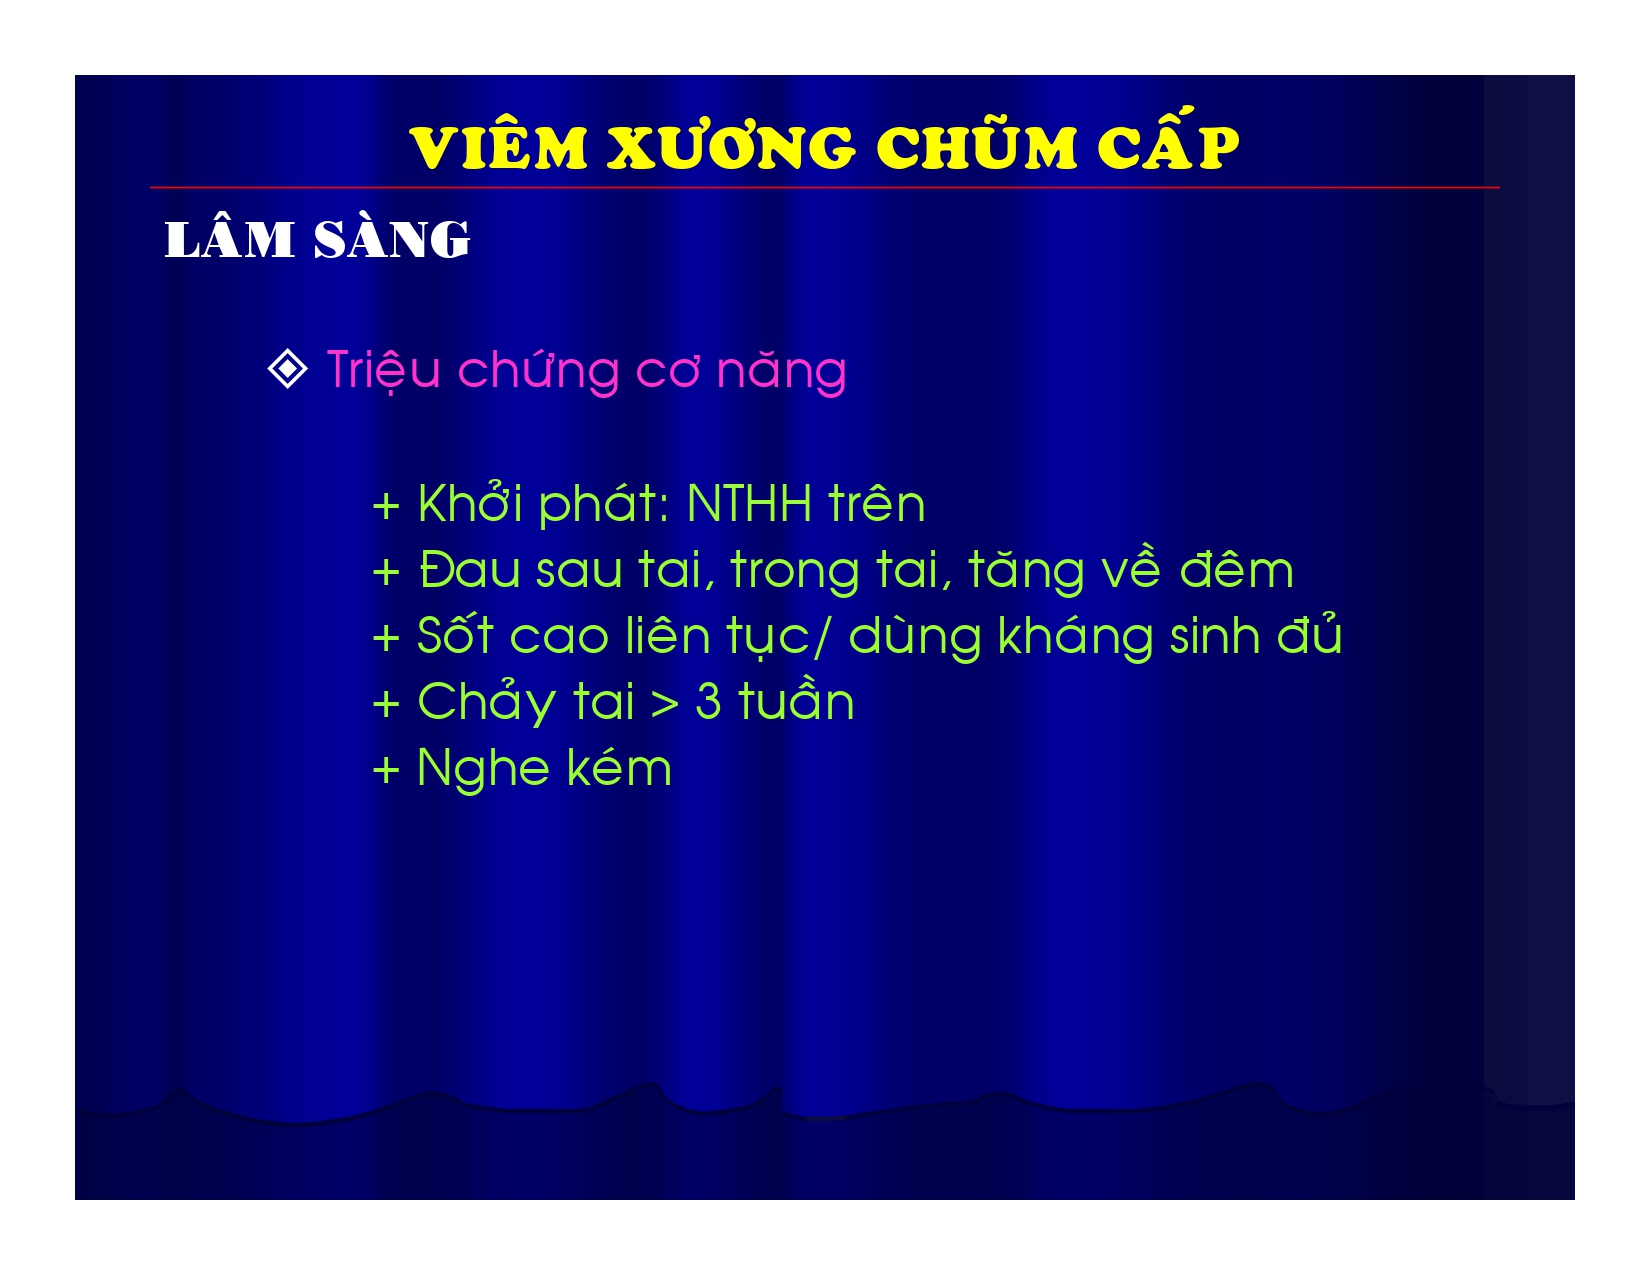 VIÊM XƯƠNG CHŨM CẤP
LÂM SÀNG
Triệu chứng cơ năng
+ Khởi phát: NTHH trên
+ Đau sau tai, trong tai, tăng về đêm
+ Sốt cao liên tục/ dùng kháng sinh đủ
+ Chảy tai > 3 tuần
+ Nghe kém